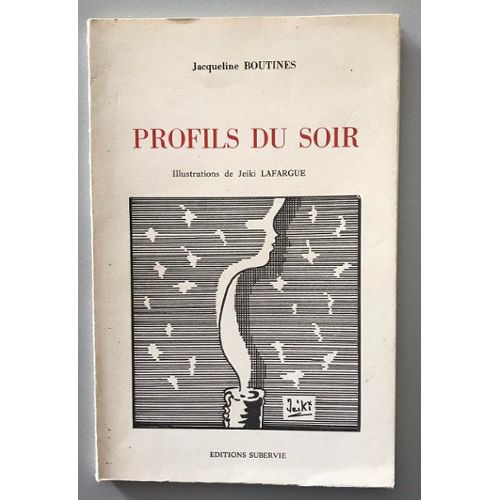 Jacqueline BOUTINES
PROFILS DU SOIR
Illustrations de Jeiki LAFARGUE
Jeiki
EDITIONS SUBERVIE